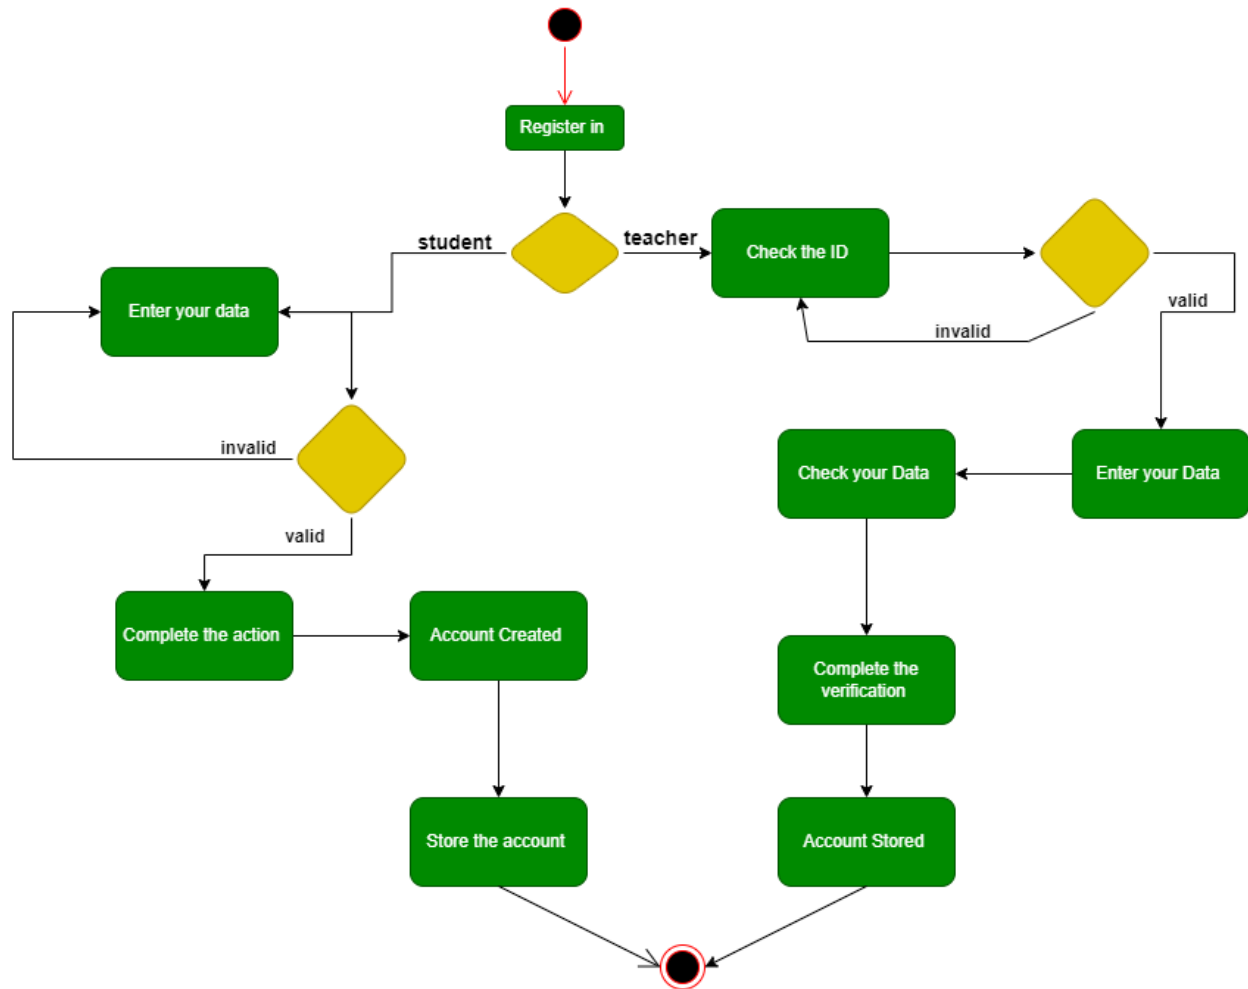 Register in
student
teacher
Check the ID
valid
invalid
Enter your data
invalid
valid
Check your Data
Enter your Data
Complete the action
Account Created
Complete the
verification
Store the account
Account Stored